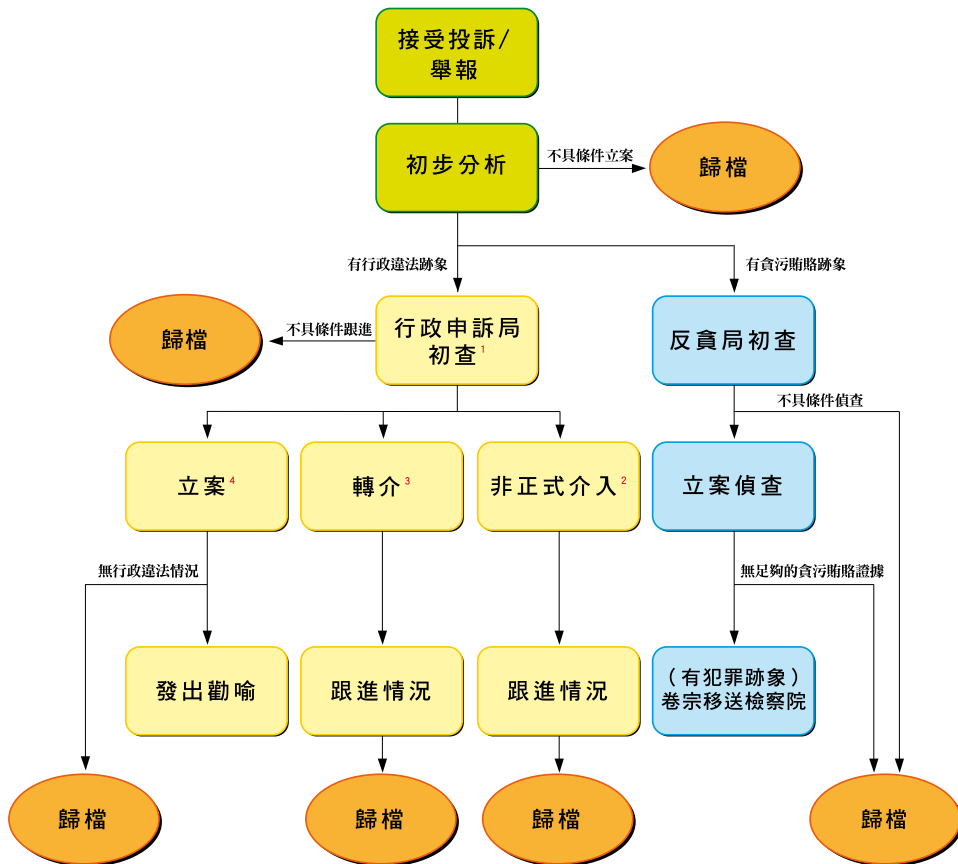 接受投訴/
舉報
初步分析
不具條件立案
歸檔
有行政違法跡象
有貪污賄賂跡象
歸檔
不具條件跟進
行政申訴局
初查1
反貪局初查
不具條件偵查
立案4
轉介3
非正式介入2
立案偵查
無行政違法情況
無足夠的貪污賄賂證據
發出勸喻
跟進情況
跟進情況
（有犯罪跡象）
卷宗移送檢察院
歸檔
歸檔
歸檔
歸檔